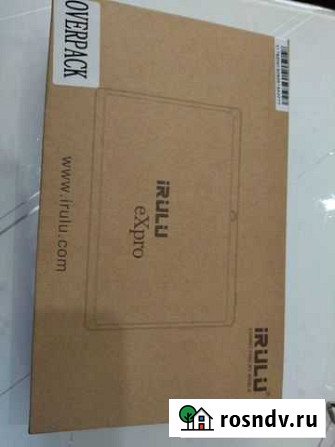 OVERPACK
www.irulu.com
iRULU
eXpro
iRULU®
rosndv.ru